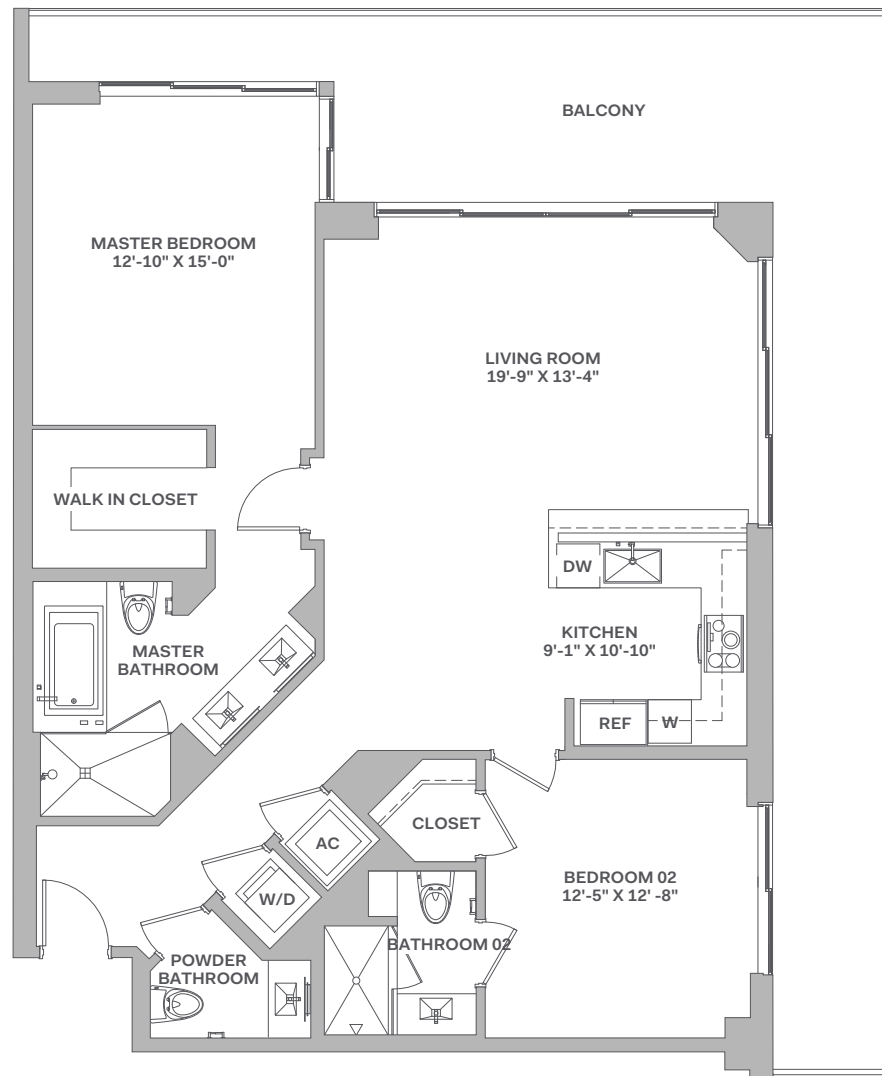 BALCONY
MASTER BEDROOM
12'-10" X 15'-0"
LIVING ROOM
19'-9" X 13'-4"
WALK IN CLOSET
DW
KITCHEN
9'-1" X 10'-10"
MASTER
BATHROOM
REF
W
CLOSET
AC
BEDROOM 02
12'-5" X 12' -8"
W/D
BATHROOM 02
POWDER
BATHROOM